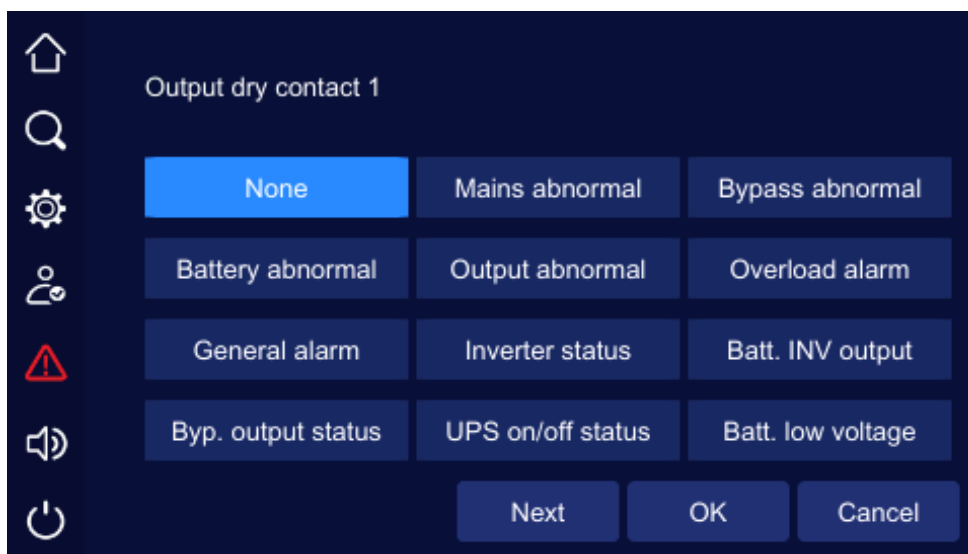 Output dry contact 1
None
Mains abnormal
Bypass abnormal
Battery abnormal
Output abnormal
Overload alarm
General alarm
Inverter status
Batt. INV output
Byp. output status
UPS on/off status
Batt. low voltage
Next
OK
Cancel